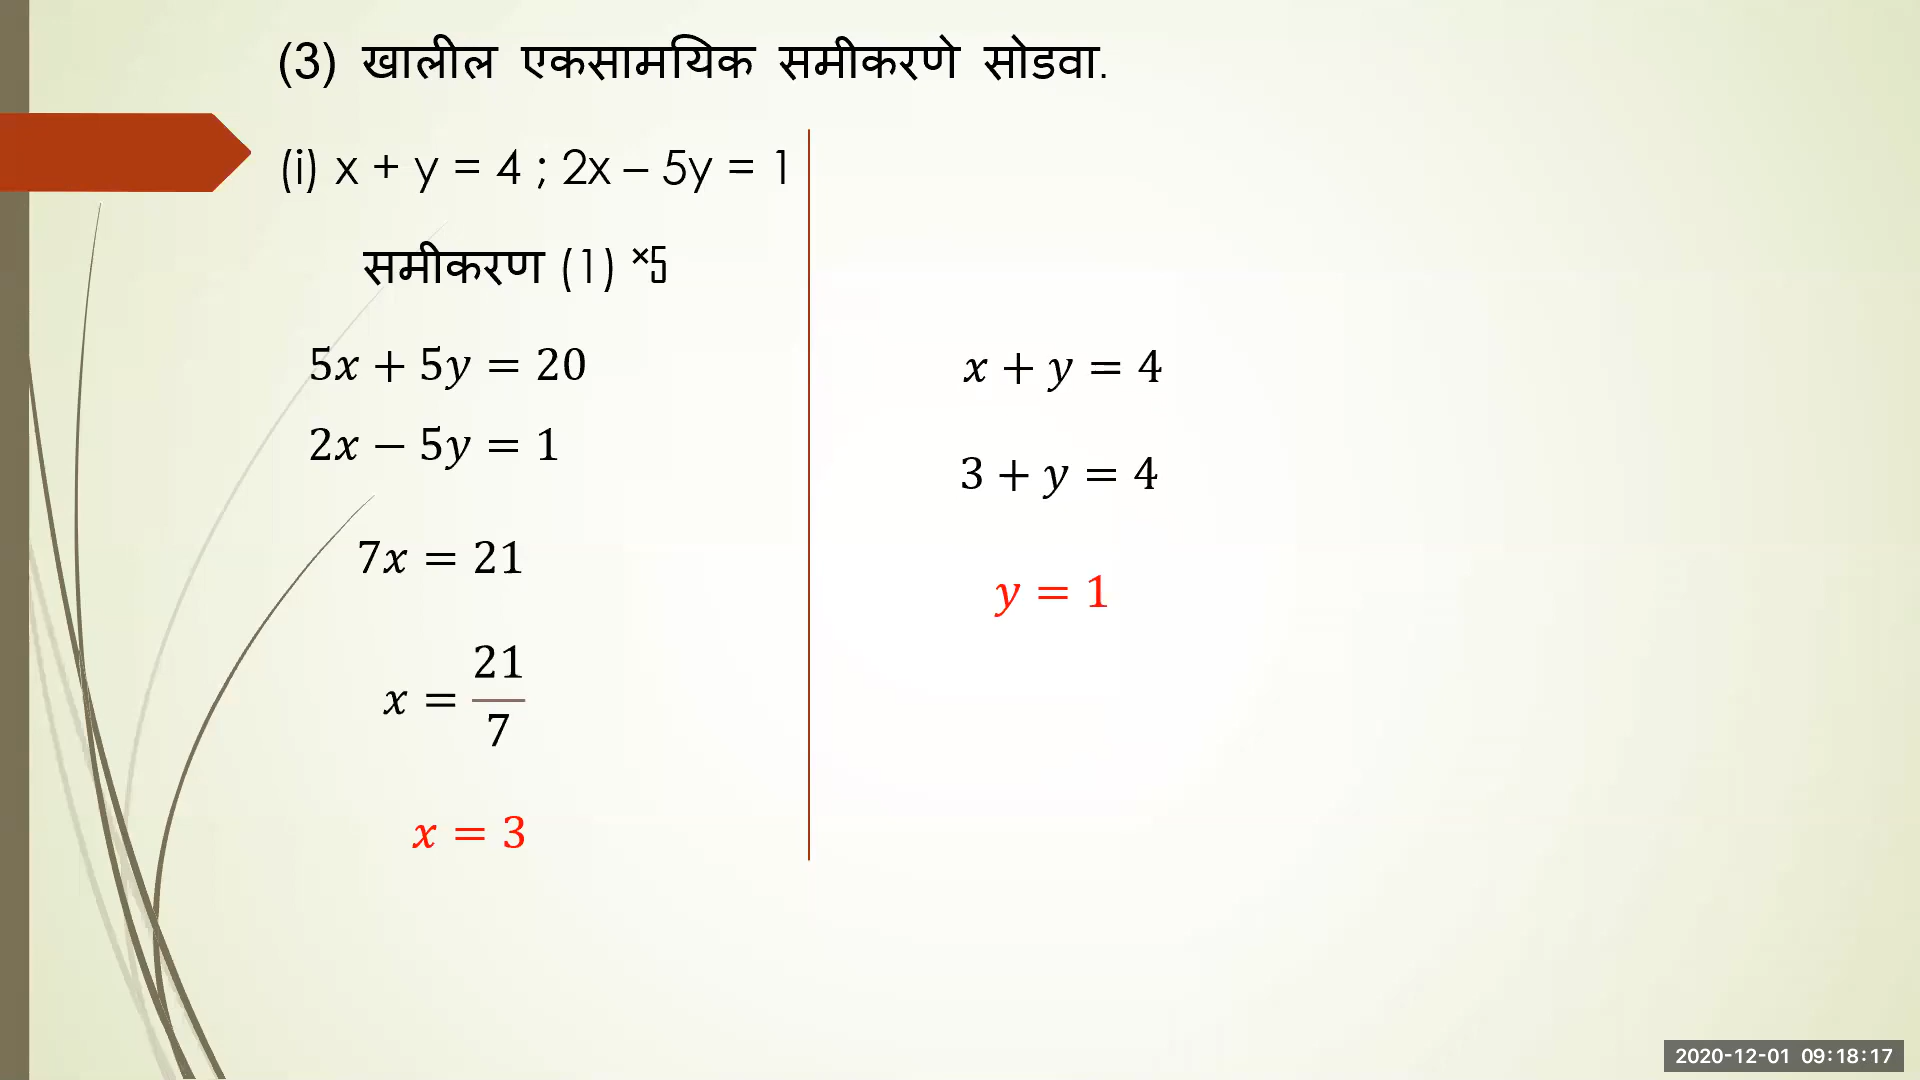 (3) खालील एकसामयिक समीकरणे सोडवा.
(i) x + y = 4 ; 2x – 5y = 1
समीकरण (1) ×5
5x + 5y = 20
2x − 5y = 1
7x = 21
x = 21/7
x = 3
x + y = 4
3 + y = 4
y = 1
2020-12-01 09:18:17